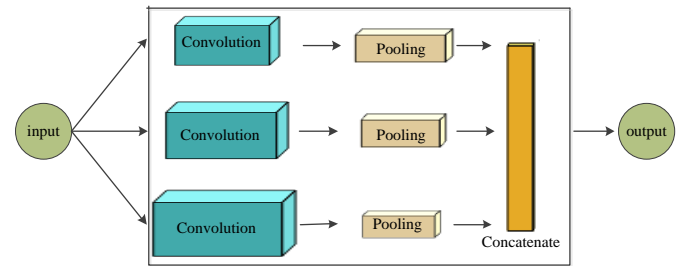 Convolution
Pooling
input
Convolution
Pooling
output
Convolution
Pooling
Concatenate